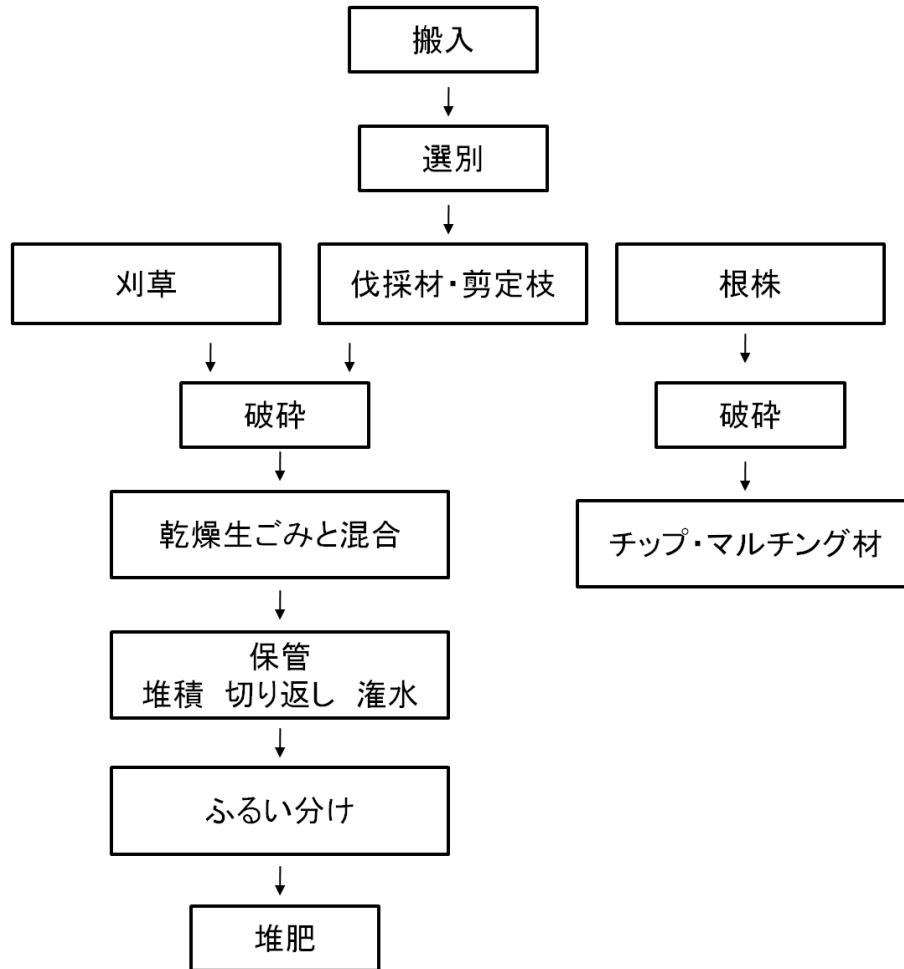 搬入
選別
刈草
伐採材・剪定枝
根株
破砕
破砕
乾燥生ごみと混合
チップ・マルチング材
保管
堆積 切り返し 潅水
ふるい分け
堆肥